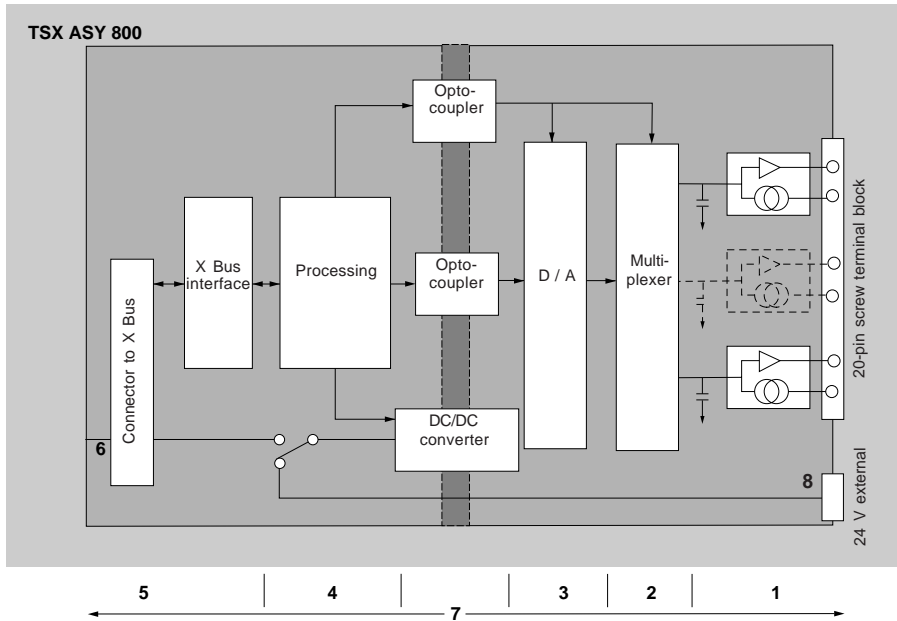 TSX ASY 800
Opto-
coupler
Connector to X Bus
X Bus
interface
Processing
Opto-
coupler
D / A
Multi-
plexer
20-pin screw terminal block
DC/DC
converter
6
8
24 V external
5
4
3
2
1
7